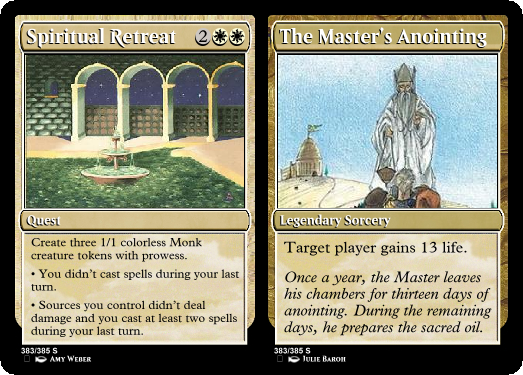 Spiritual Retreat 2
Quest
Create three 1/1 colorless Monk
creature tokens with prowess.
• You didn't cast spells during your last
turn.
• Sources you control didn't deal
damage and you cast at least two spells
during your last turn.
383/385 S
Amy Weber
The Master's Anointing
Legendary Sorcery
Target player gains 13 life.
Once a year, the Master leaves
his chambers for thirteen days of
anointing. During the remaining
days, he prepares the sacred oil.
383/385 S
Julie Baroh